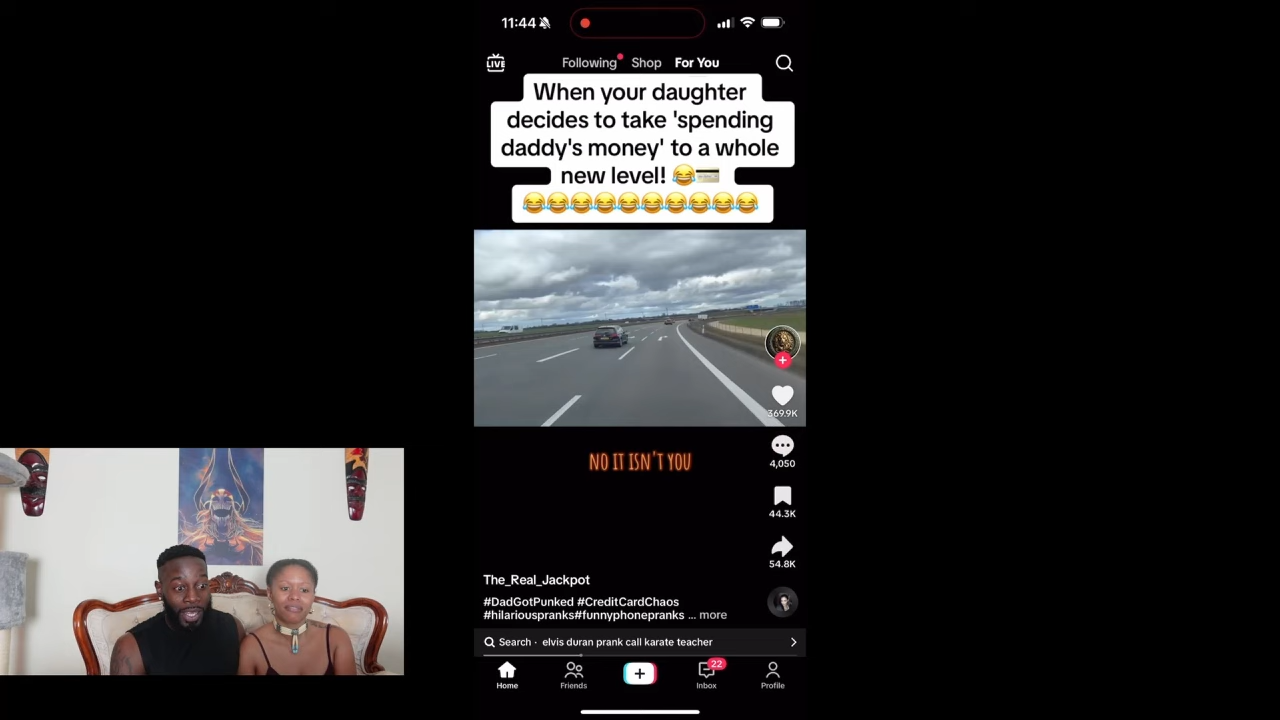 11:44
LIVE
Following Shop For You
When your daughter
decides to take 'spending
daddy's money' to a whole
new level! 😂💳
😂😂😂😂😂😂😂😂😂😂
369.9K
4,050
NO IT ISN'T YOU
44.3K
54.8K
The_Real_Jackpot
#DadGotPunked #CreditCardChaos
#hilariouspranks#funnyphonepranks ... more
Search · elvis duran prank call karate teacher
22
Home Friends Inbox Profile